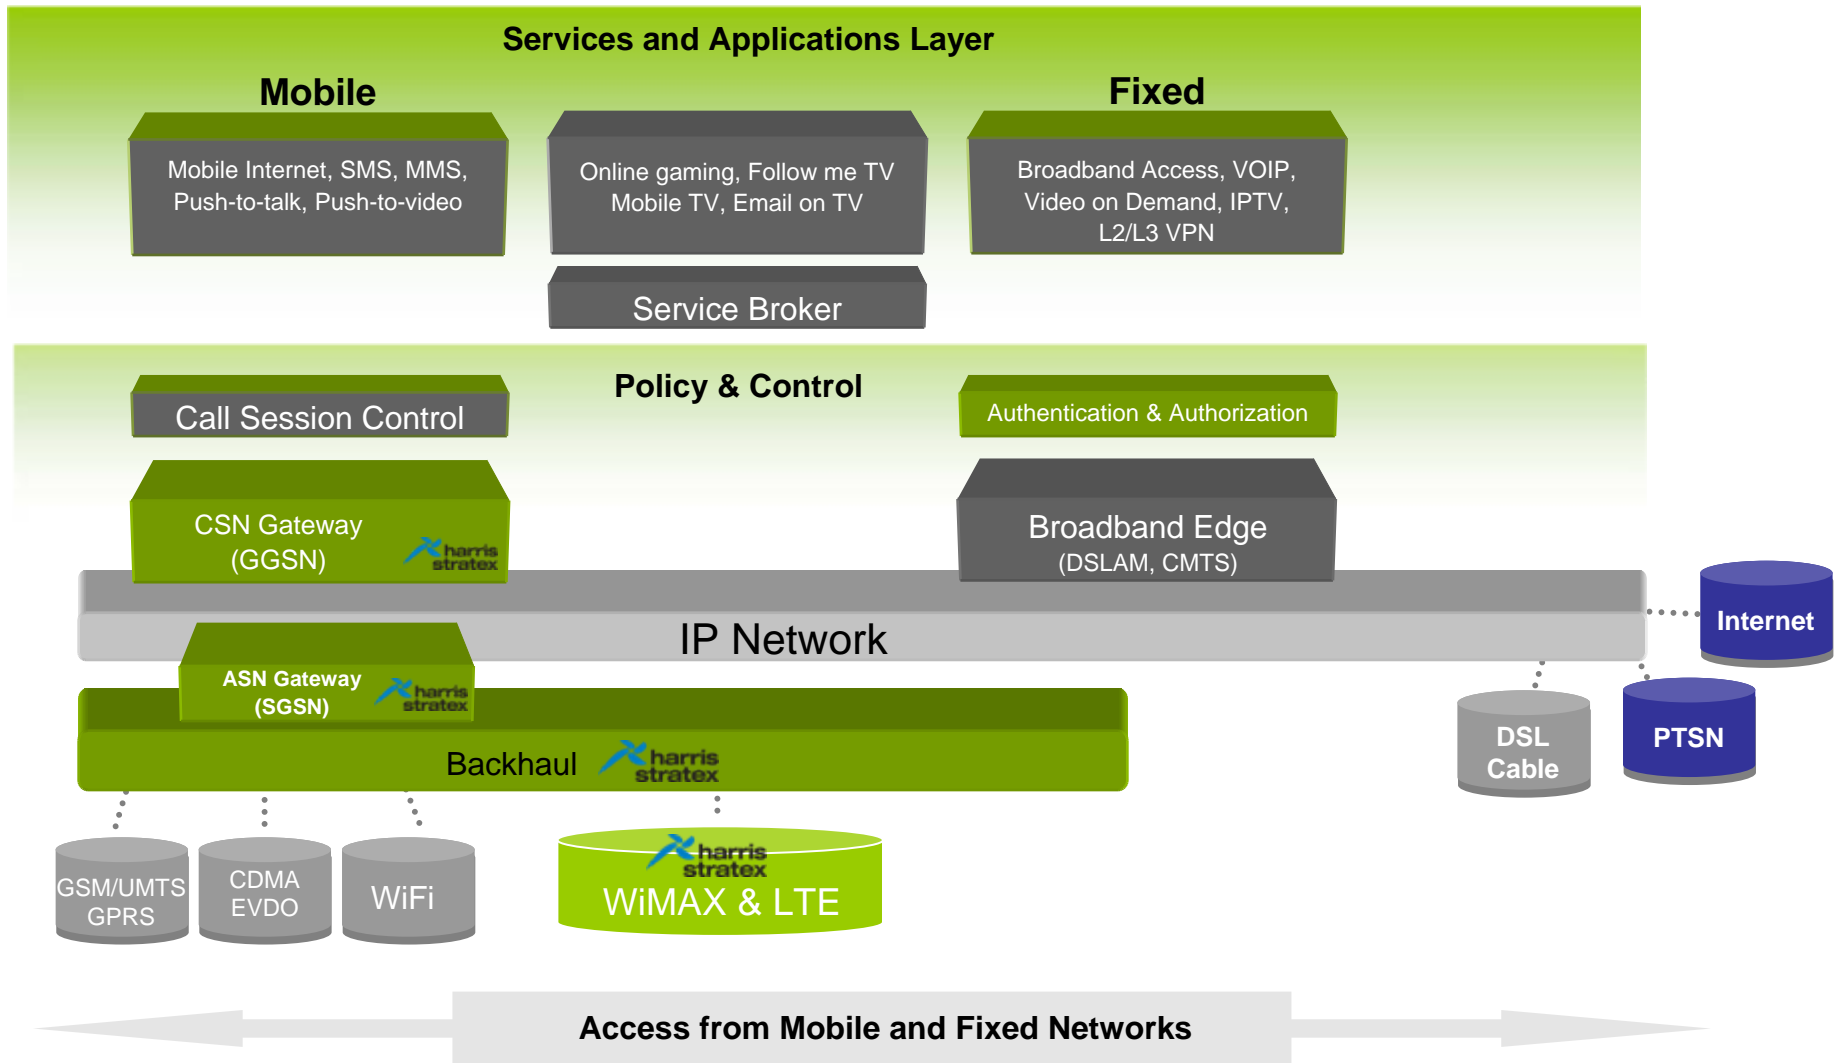 Services and Applications Layer
Mobile
Fixed
Mobile Internet, SMS, MMS,
Push-to-talk, Push-to-video
Online gaming, Follow me TV
Mobile TV, Email on TV
Broadband Access, VOIP,
Video on Demand, IPTV,
L2/L3 VPN
Service Broker
Policy & Control
Call Session Control
Authentication & Authorization
CSN Gateway
(GGSN)
harris
stratex
Broadband Edge
(DSLAM, CMTS)
IP Network
Internet
ASN Gateway
(SGSN)
harris
stratex
Backhaul
harris
stratex
DSL
Cable
PTSN
GSM/UMTS
GPRS
CDMA
EVDO
WiFi
harris
stratex
WiMAX & LTE
Access from Mobile and Fixed Networks